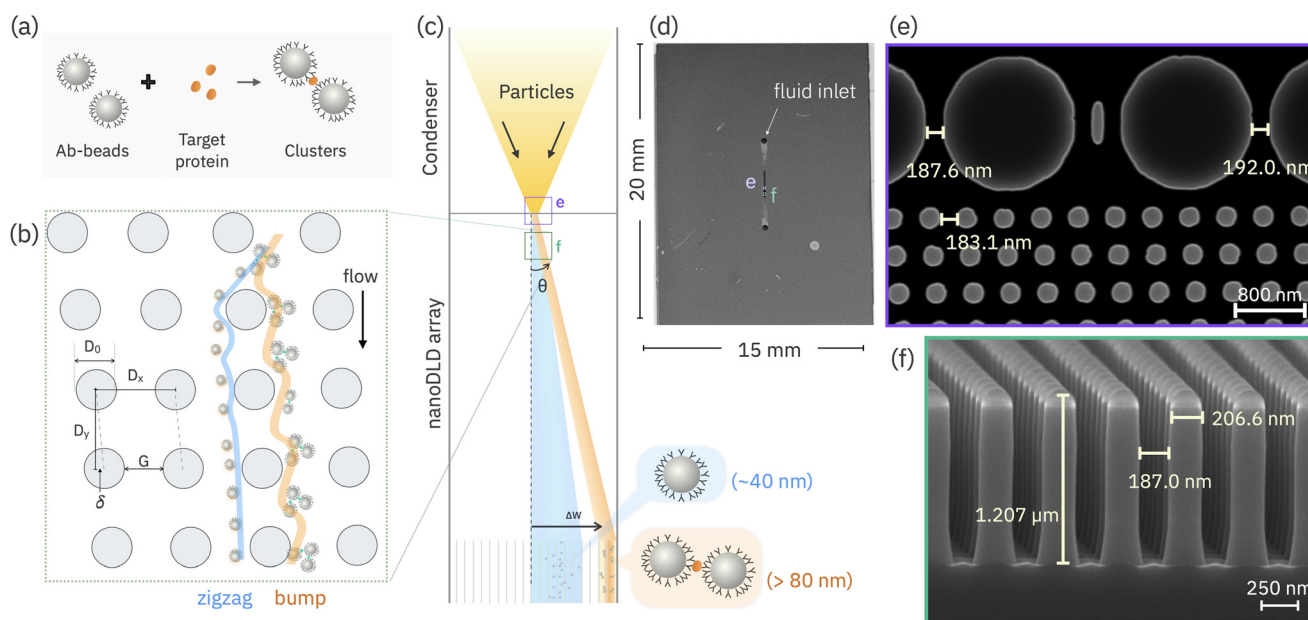 (a)
Ab-beads
Target
protein
Clusters
(b)
flow
D₀
Dₓ
Dᵧ
G
δ
zigzag
bump
(c)
Condenser
Particles
e
f
θ
nanoDLD array
Δw
(~40 nm)
(> 80 nm)
(d)
fluid inlet
e
f
20 mm
15 mm
(e)
187.6 nm
192.0. nm
183.1 nm
800 nm
(f)
206.6 nm
187.0 nm
1.207 μm
250 nm